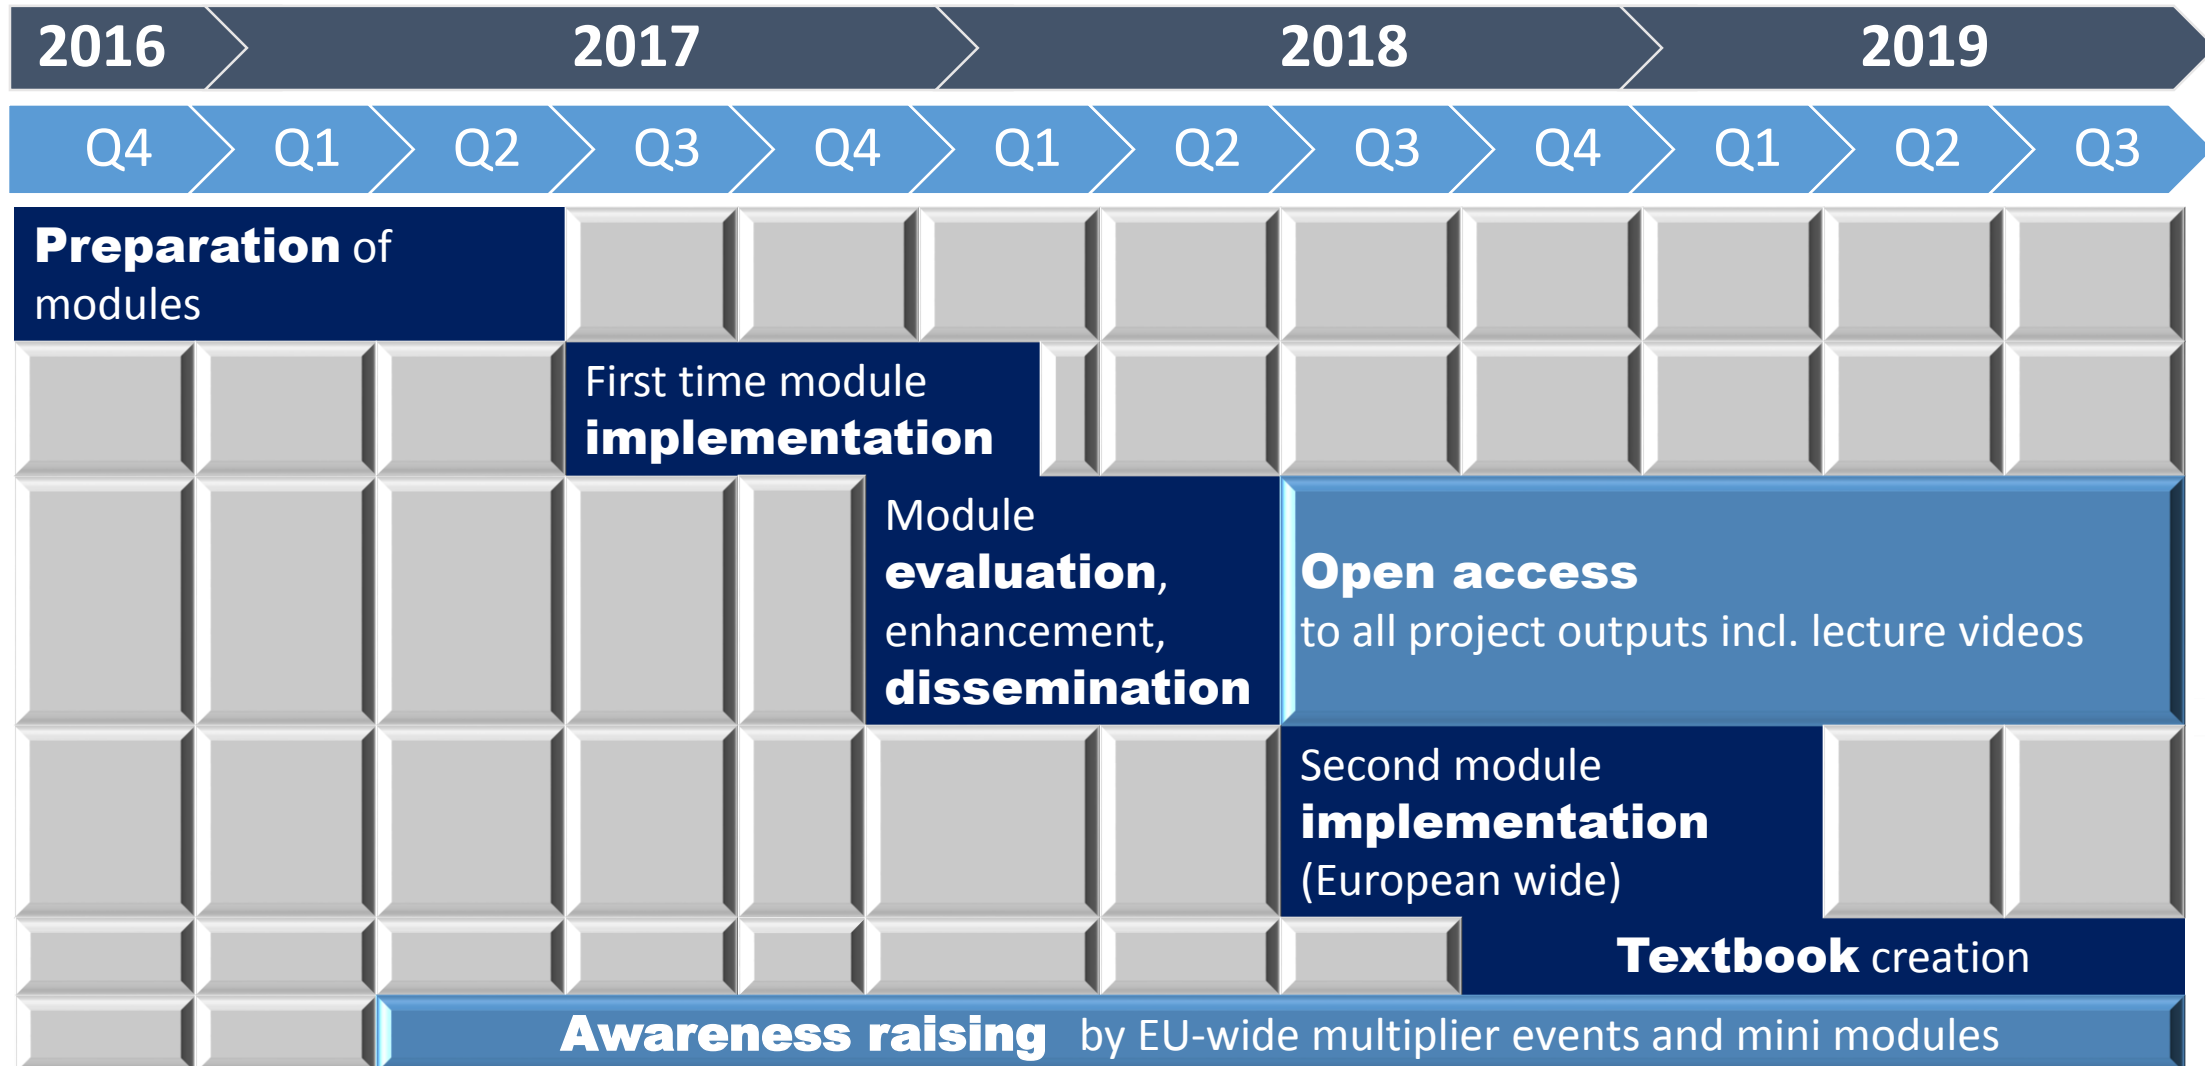 2016 2017 2018 2019
Q4 Q1 Q2 Q3 Q4 Q1 Q2 Q3 Q4 Q1 Q2 Q3
Preparation of
modules
First time module
implementation
Module
evaluation,
enhancement,
dissemination
Open access
to all project outputs incl. lecture videos
Second module
implementation
(European wide)
Textbook creation
Awareness raising by EU-wide multiplier events and mini modules